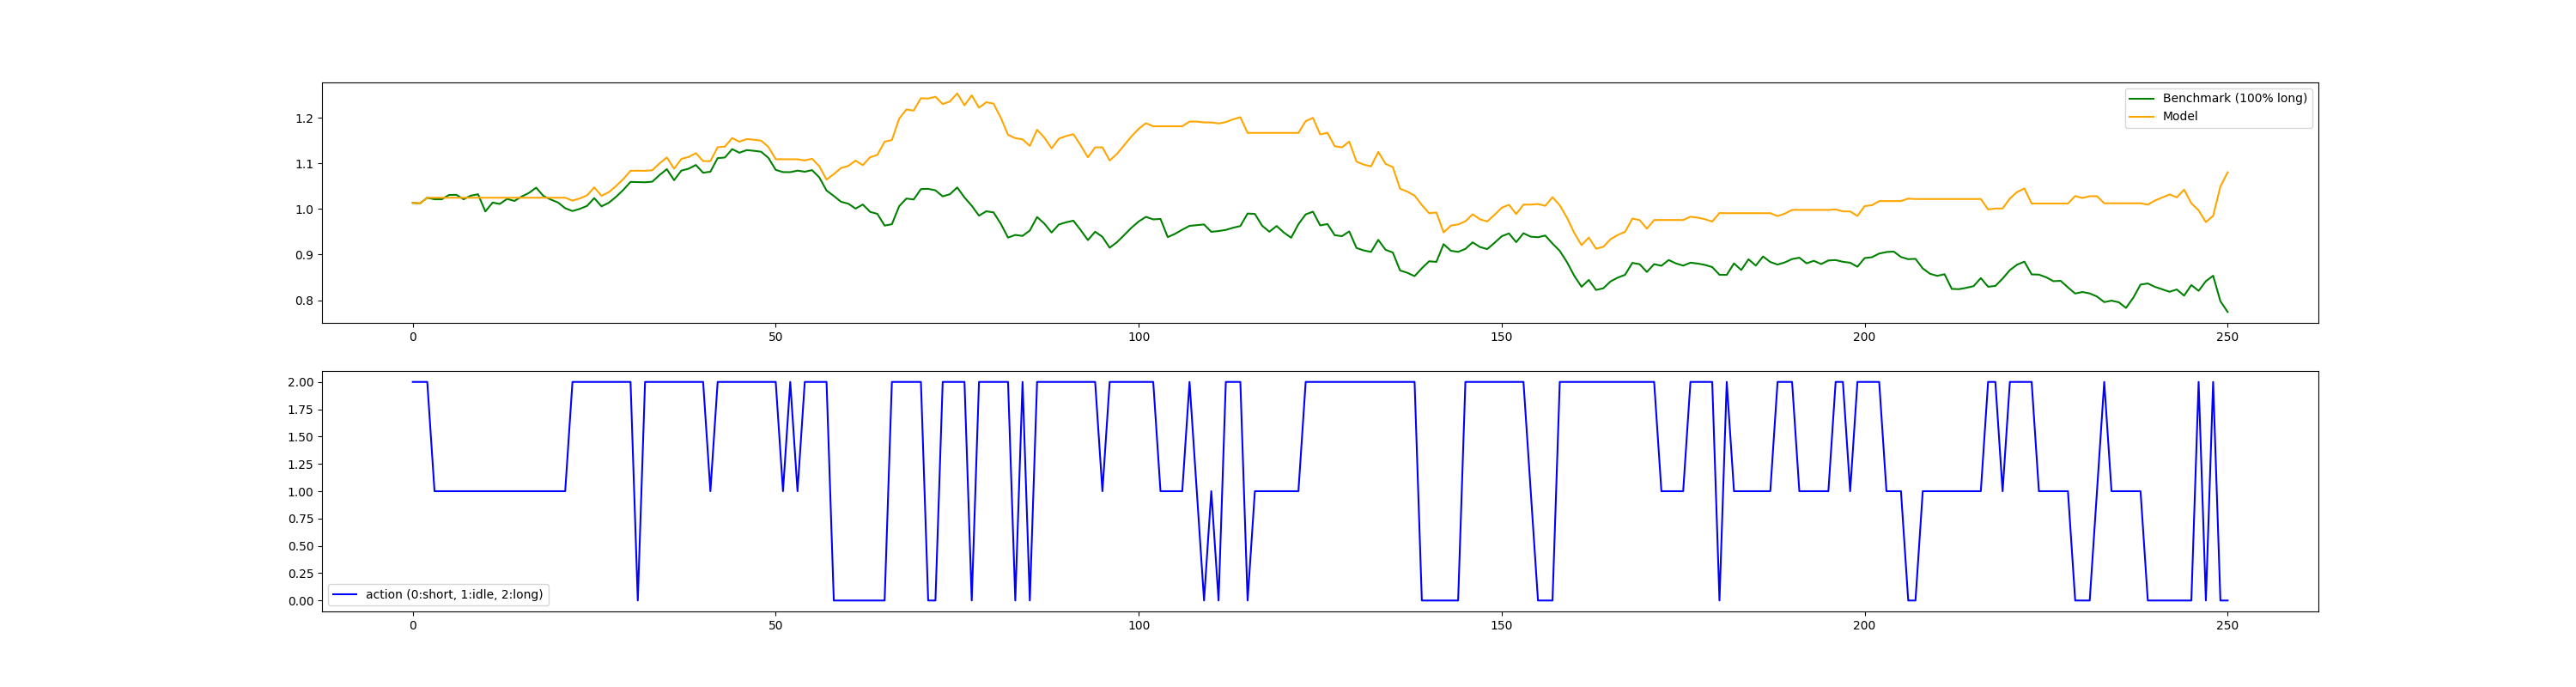 Benchmark (100% long)
Model
1.2
1.1
1.0
0.9
0.8
0 50 100 150 200 250
2.00
1.75
1.50
1.25
1.00
0.75
0.50
0.25
0.00
action (0:short, 1:idle, 2:long)
0 50 100 150 200 250